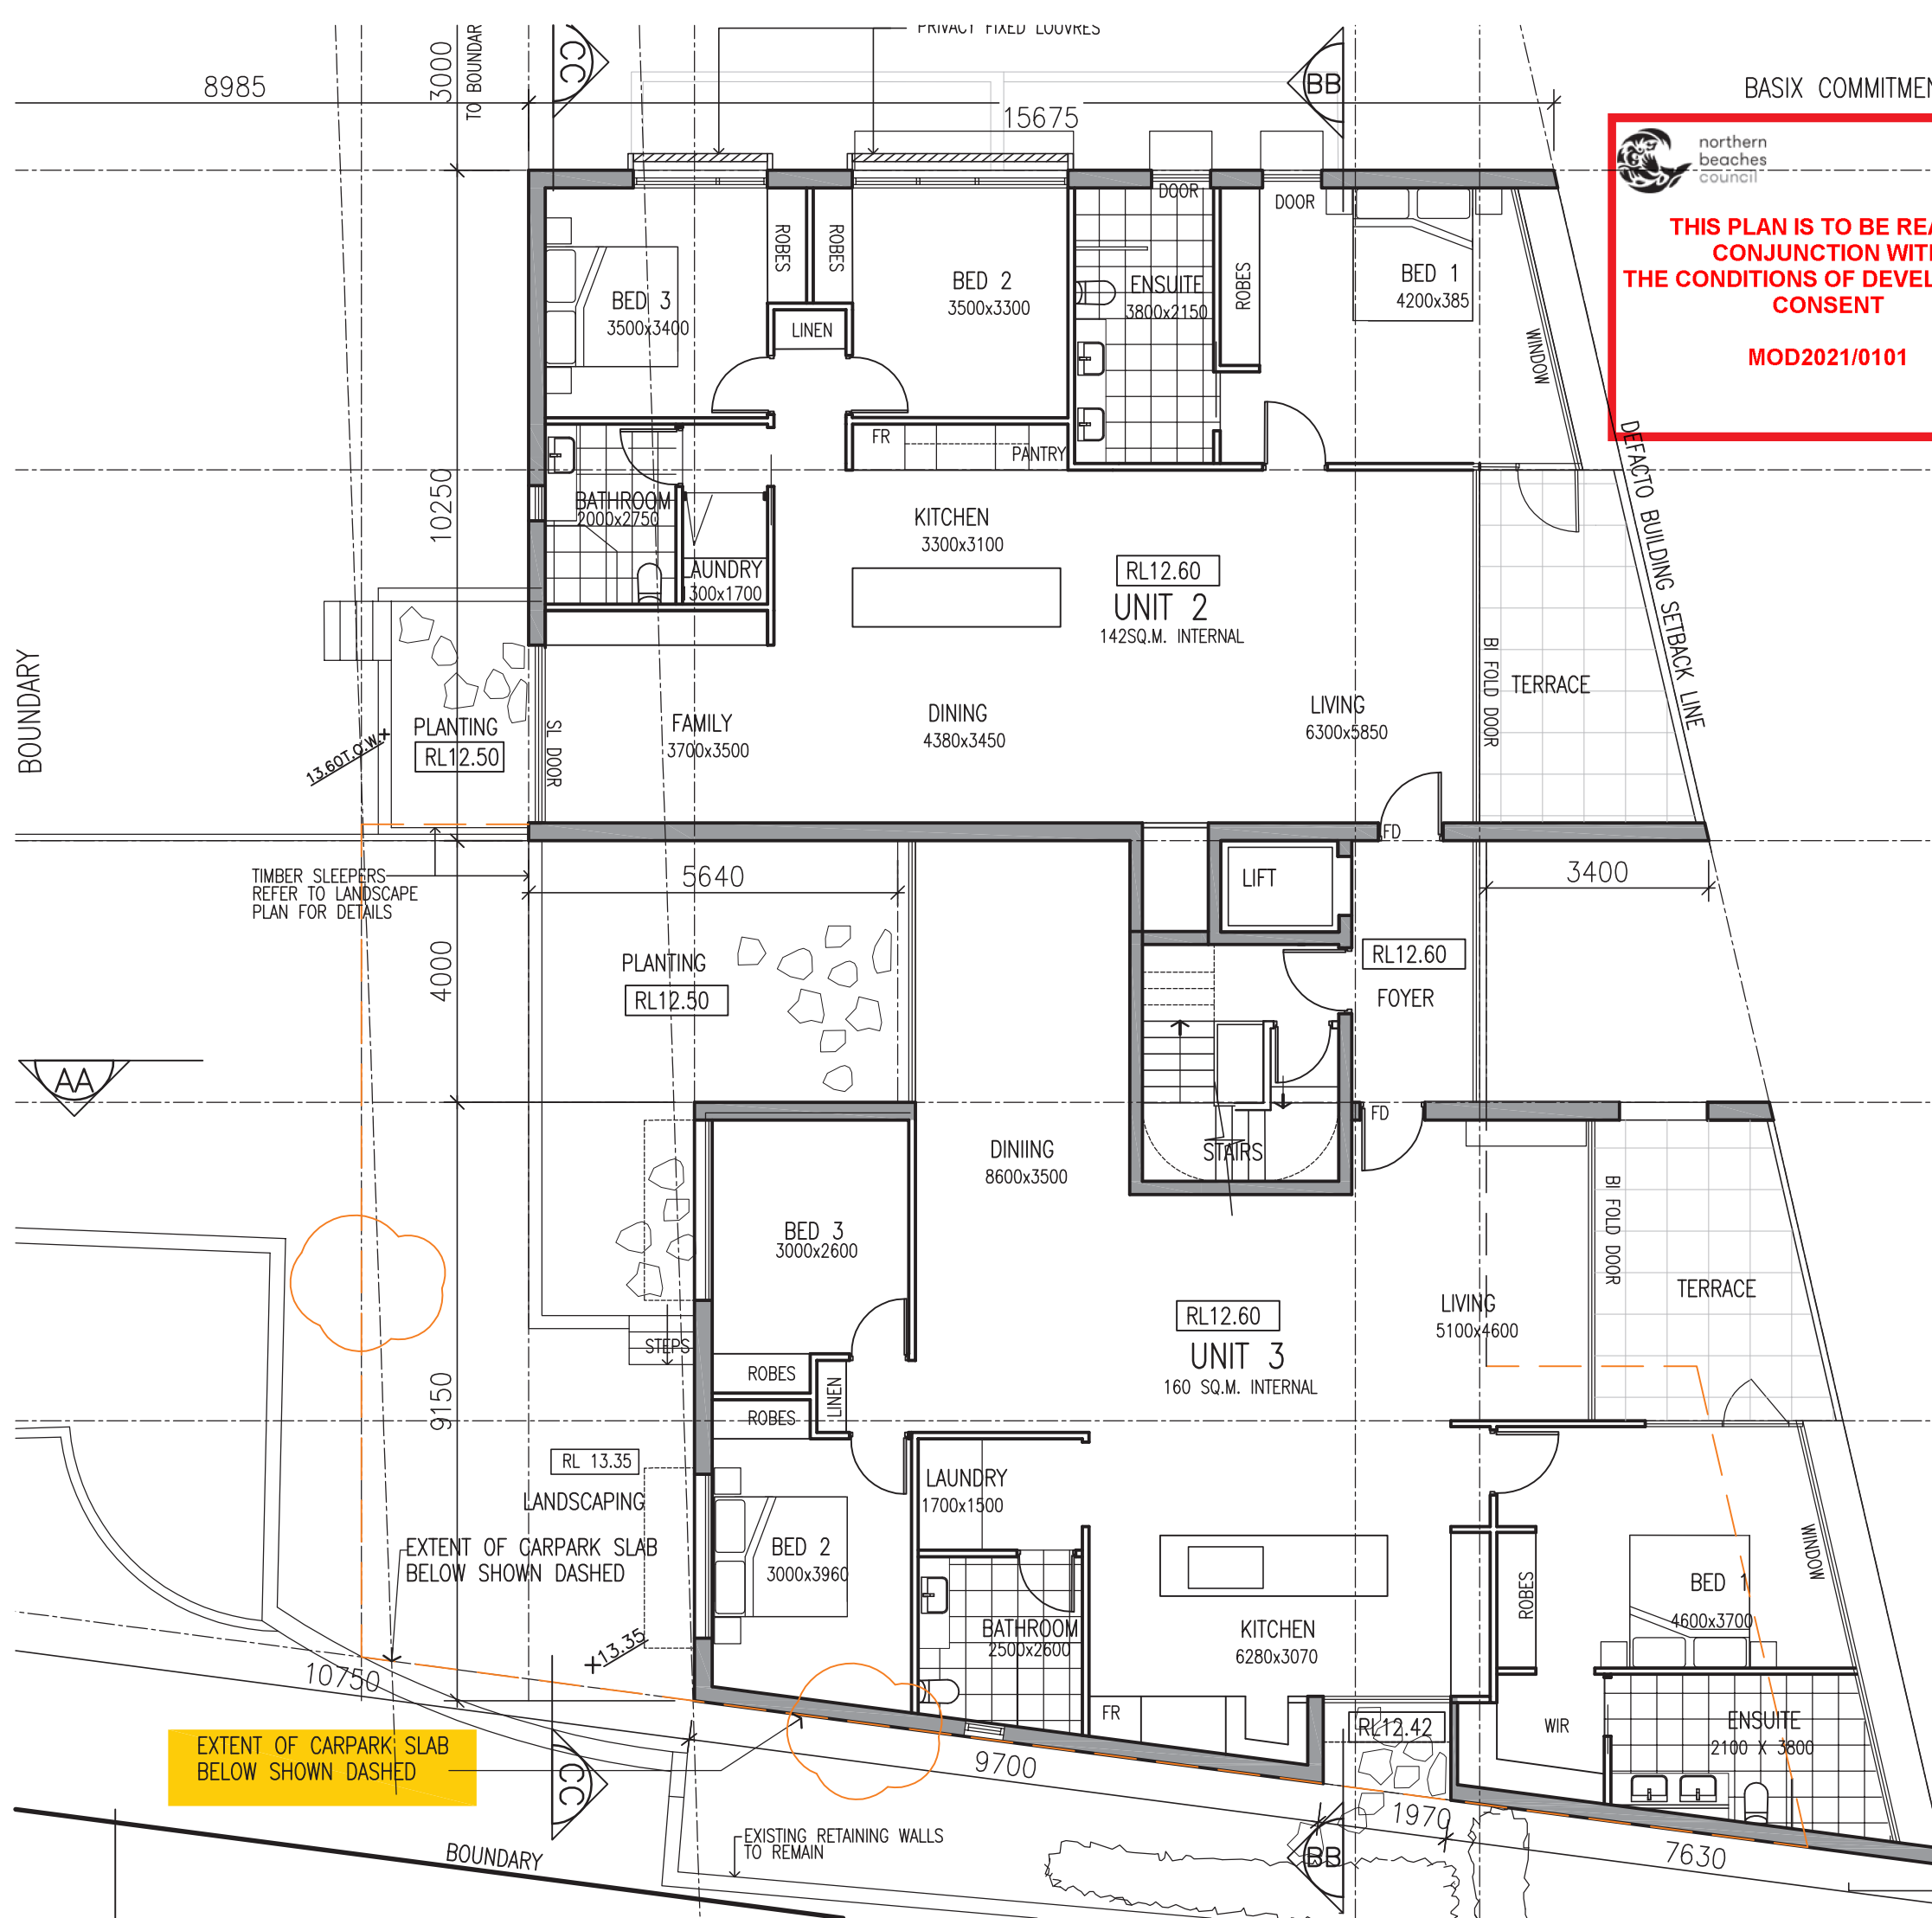 PRIVACY FIXED LOUVRES
8985
3000
TO BOUNDAR
CC
BB
15675
BASIX COMMITMEN
northern
beaches
council
THIS PLAN IS TO BE REA
CONJUNCTION WIT
THE CONDITIONS OF DEVEL
CONSENT
MOD2021/0101
DOOR
DOOR
ROBES
ROBES
BED 3
3500x3400
LINEN
BED 2
3500x3300
ENSUITE
3800x2150
ROBES
BED 1
4200x385
WINDOW
DEFACTO BUILDING SETBACK LINE
FR
PANTRY
10250
BATHROOM
2000x2750
LAUNDRY
1300x1700
KITCHEN
3300x3100
RL12.60
UNIT 2
142SQ.M. INTERNAL
BOUNDARY
BI FOLD DOOR
TERRACE
PLANTING
RL12.50
13.60T.O.W.+
SL DOOR
FAMILY
3700x3500
DINING
4380x3450
LIVING
6300x5850
FD
TIMBER SLEEPERS
REFER TO LANDSCAPE
PLAN FOR DETAILS
5640
LIFT
3400
4000
PLANTING
RL12.50
RL12.60
FOYER
AA
FD
STAIRS
DINIING
8600x3500
BED 3
3000x2600
BI FOLD DOOR
TERRACE
RL12.60
UNIT 3
160 SQ.M. INTERNAL
LIVING
5100x4600
STEPS
ROBES
LINEN
ROBES
9150
RL 13.35
LANDSCAPING
LAUNDRY
1700x1500
EXTENT OF CARPARK SLAB
BELOW SHOWN DASHED
BED 2
3000x3960
WINDOW
ROBES
BED 1
4600x3700
BATHROOM
2500x2600
KITCHEN
6280x3070
+13.35
10750
FR
RL12.42
WIR
ENSUITE
2100 X 3800
EXTENT OF CARPARK SLAB
BELOW SHOWN DASHED
CC
9700
1970
7630
EXISTING RETAINING WALLS
TO REMAIN
BOUNDARY
BB